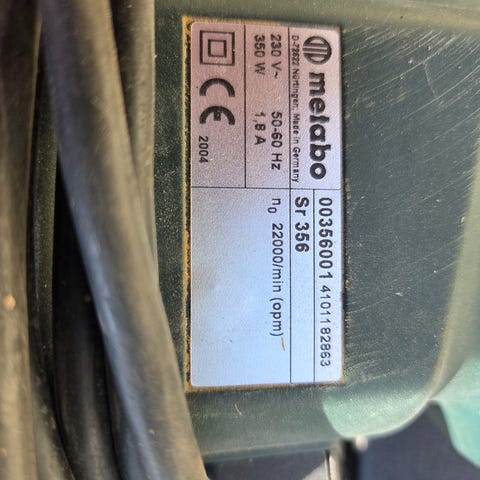 metabo
D-72622 Nürtingen, Made in Germany
00356001 4101182863
Sr 356
230 V~ 50-60 Hz
350 W 1,8 A
n0 22000/min (opm)
CE 2004